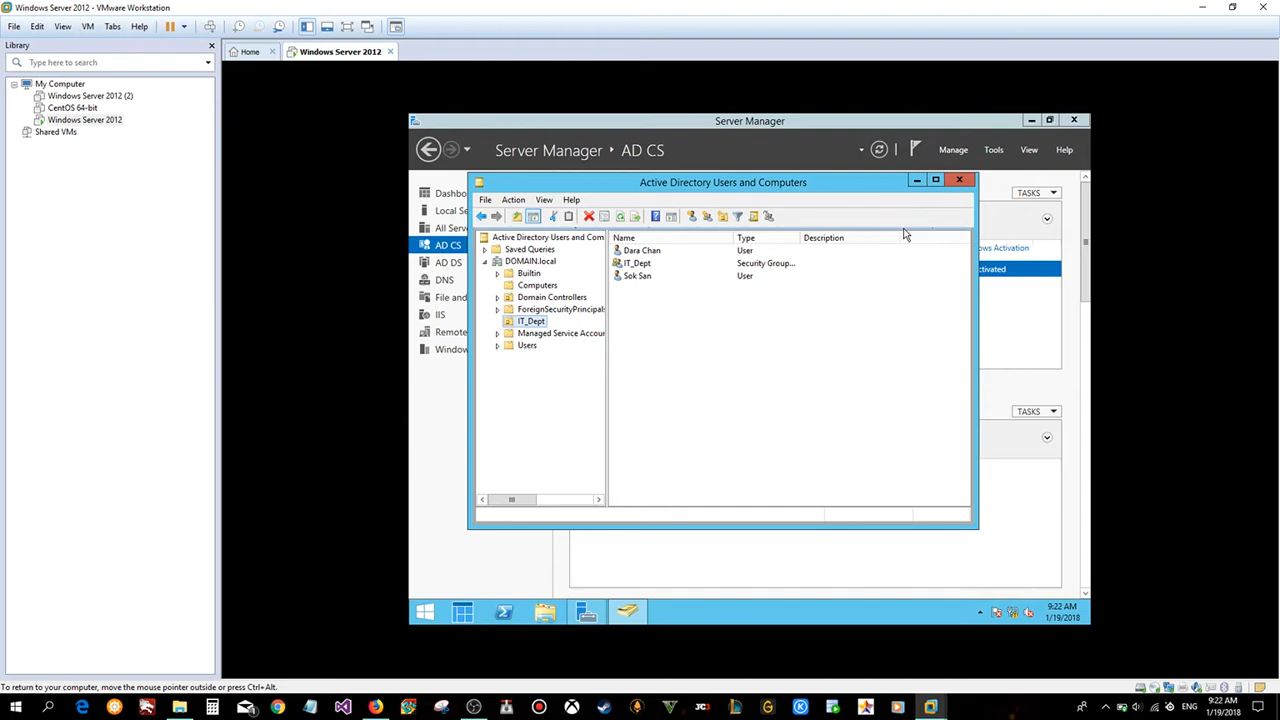 Windows Server 2012 - VMware Workstation
File Edit View VM Tabs Help
Library
Type here to search
My Computer
Windows Server 2012 (2)
CentOS 64-bit
Windows Server 2012
Shared VMs
Home
Windows Server 2012
Server Manager
Server Manager • AD CS
Manage Tools View Help
Dashbo
Local Se
All Serve
AD CS
AD DS
DNS
File and
IIS
Remote
Window
TASKS
ows Activation
ctivated
TASKS
Active Directory Users and Computers
File Action View Help
Active Directory Users and Com
Saved Queries
DOMAIN.local
Builtin
Computers
Domain Controllers
ForeignSecurityPrincipals
IT_Dept
Managed Service Accour
Users
Name Type Description
Dara Chan User
IT_Dept Security Group...
Sok San User
9:22 AM
1/19/2018
To return to your computer, move the mouse pointer outside or press Ctrl+Alt.
ENG
9:22 AM
1/19/2018